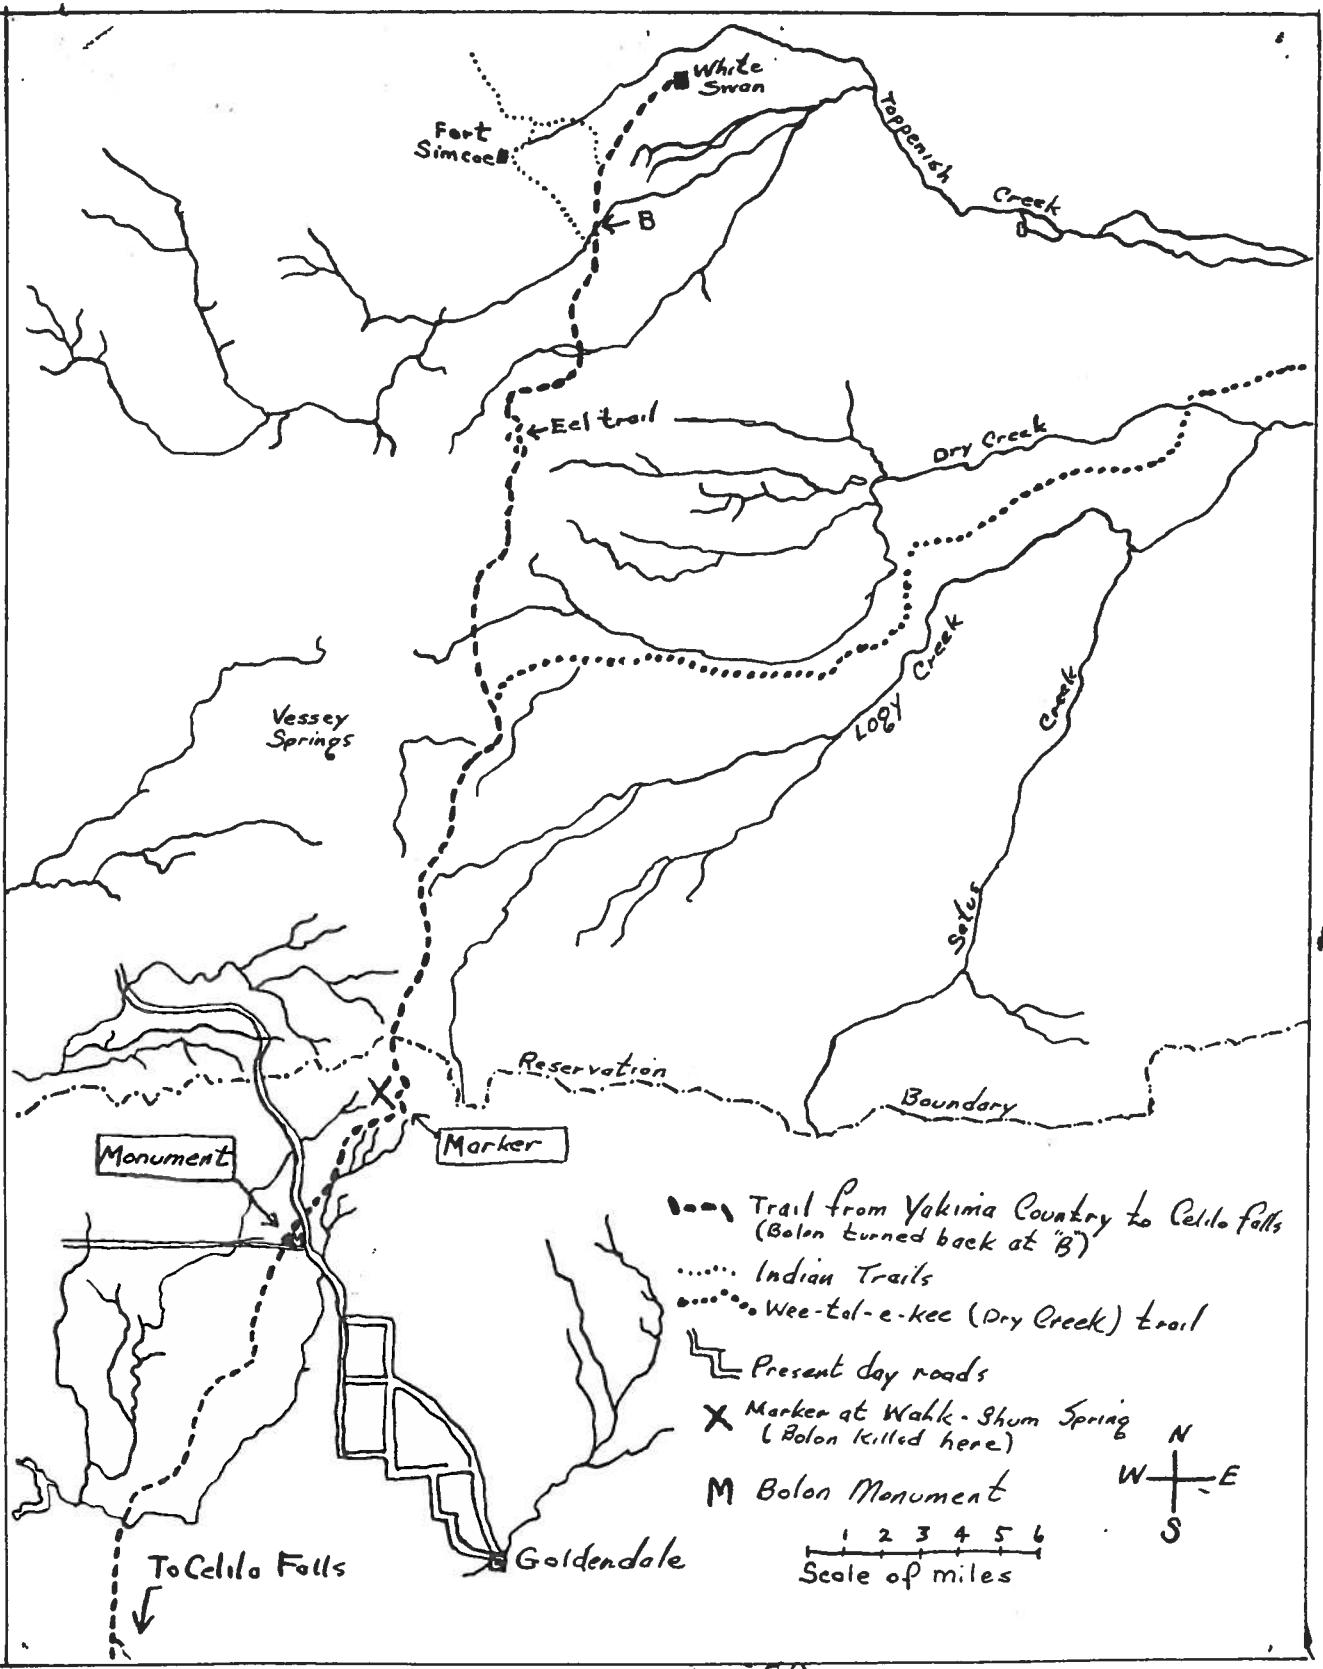 White
Swan
Fort
Simcoe
Toppenish
Creek
B
Eel trail
Dry Creek
Creek
Logy
Creek
Vessey
Springs
Satus
Reservation
Boundary
X
Marker
Monument
M
Trail from Yakima Country to Celilo Falls
(Bolon turned back at "B")
Indian Trails
Wee-tal-e-kee (Dry Creek) trail
Present day roads
X Marker at Wahk-Shum Spring
(Bolon killed here)
M Bolon Monument
N
W E
S
1 2 3 4 5 6
Scale of miles
Goldendale
To Celilo Falls